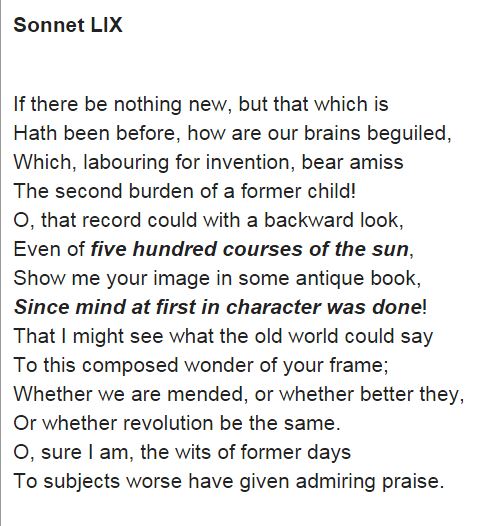 Sonnet LIX
If there be nothing new, but that which is
Hath been before, how are our brains beguiled,
Which, labouring for invention, bear amiss
The second burden of a former child!
O, that record could with a backward look,
Even of five hundred courses of the sun,
Show me your image in some antique book,
Since mind at first in character was done!
That I might see what the old world could say
To this composed wonder of your frame;
Whether we are mended, or whether better they,
Or whether revolution be the same.
O, sure I am, the wits of former days
To subjects worse have given admiring praise.